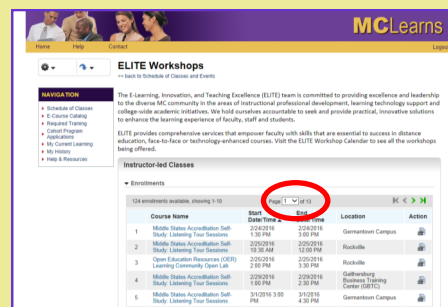 MCLearns
Home Help Contact Logout
ELITE Workshops
<< back to Schedule of Classes and Events
NAVIGATION
Schedule of Classes
E-Course Catalog
Required Training
Cohort Program Applications
My Current Learning
My History
Help & Resources
The E-Learning, Innovation, and Teaching Excellence (ELITE) team is committed to providing excellence and leadership
to the diverse MC community in the areas of instructional professional development, learning technology support and
college-wide academic initiatives. We hold ourselves accountable to seek and provide practical, innovative solutions
to enhance the learning experience of faculty, staff and students.
ELITE provides comprehensive services that empower faculty with skills that are essential to success in distance
education, face-to-face or technology-enhanced courses. Visit the ELITE Workshop Calendar to see all the workshops
being offered.
Instructor-led Classes
Enrollments
124 enrollments available, showing 1-10 Page 1 of 13
Course Name Start Date/Time End Date/Time Location Action
1 Middle States Accreditation Self-Study: Listening Tour Sessions 2/24/2016 1:30 PM 2/24/2016 3:00 PM Germantown Campus
2 Middle States Accreditation Self-Study: Listening Tour Sessions 2/25/2016 10:30 AM 2/25/2016 12:00 PM Rockville
3 Open Education Resources (OER) Learning Community Open Lab 2/26/2016 2:00 PM 2/26/2016 3:30 PM Rockville
4 Middle States Accreditation Self-Study: Listening Tour Sessions 2/29/2016 1:00 PM 2/29/2016 2:30 PM Gaithersburg Business Training Center (GBTC)
5 Middle States Accreditation Self-Study: Listening Tour Sessions 3/1/2016 3:00 PM 3/1/2016 4:30 PM Germantown Campus